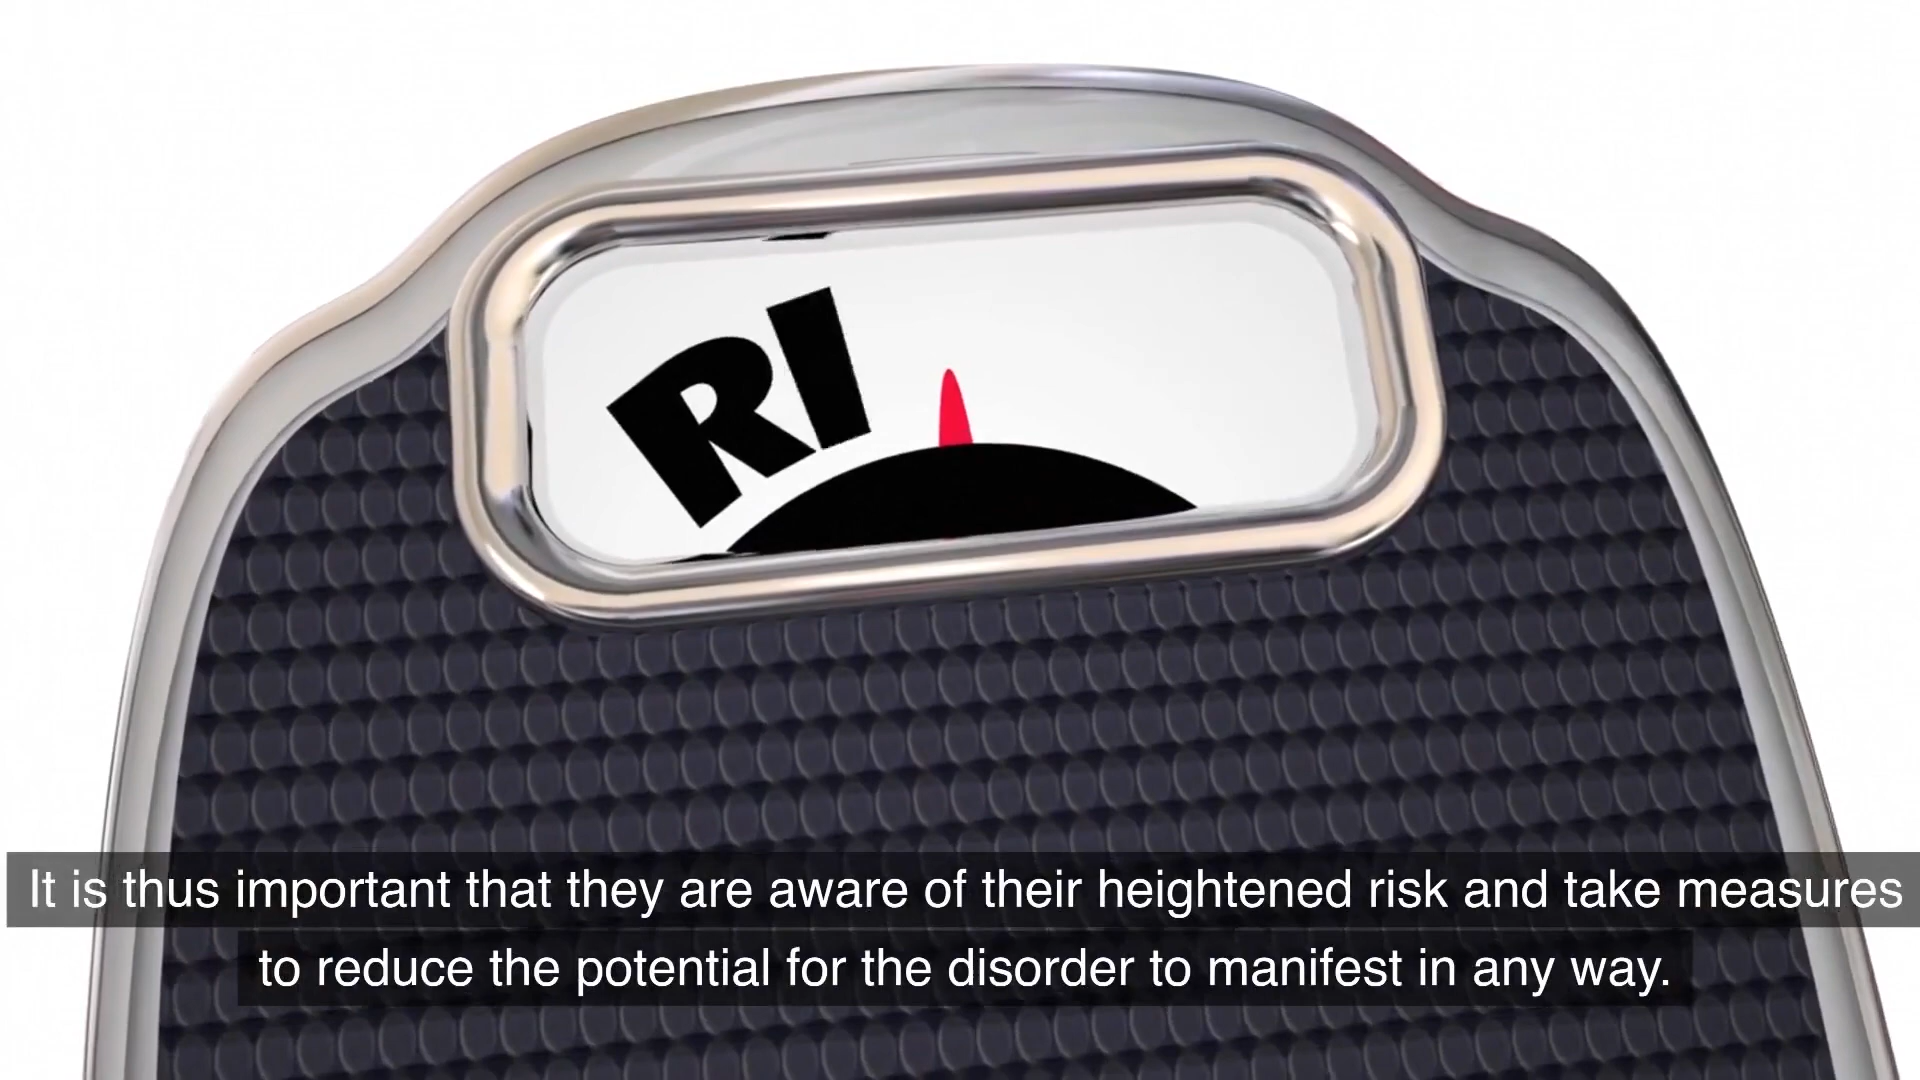 RI
It is thus important that they are aware of their heightened risk and take measures
to reduce the potential for the disorder to manifest in any way.